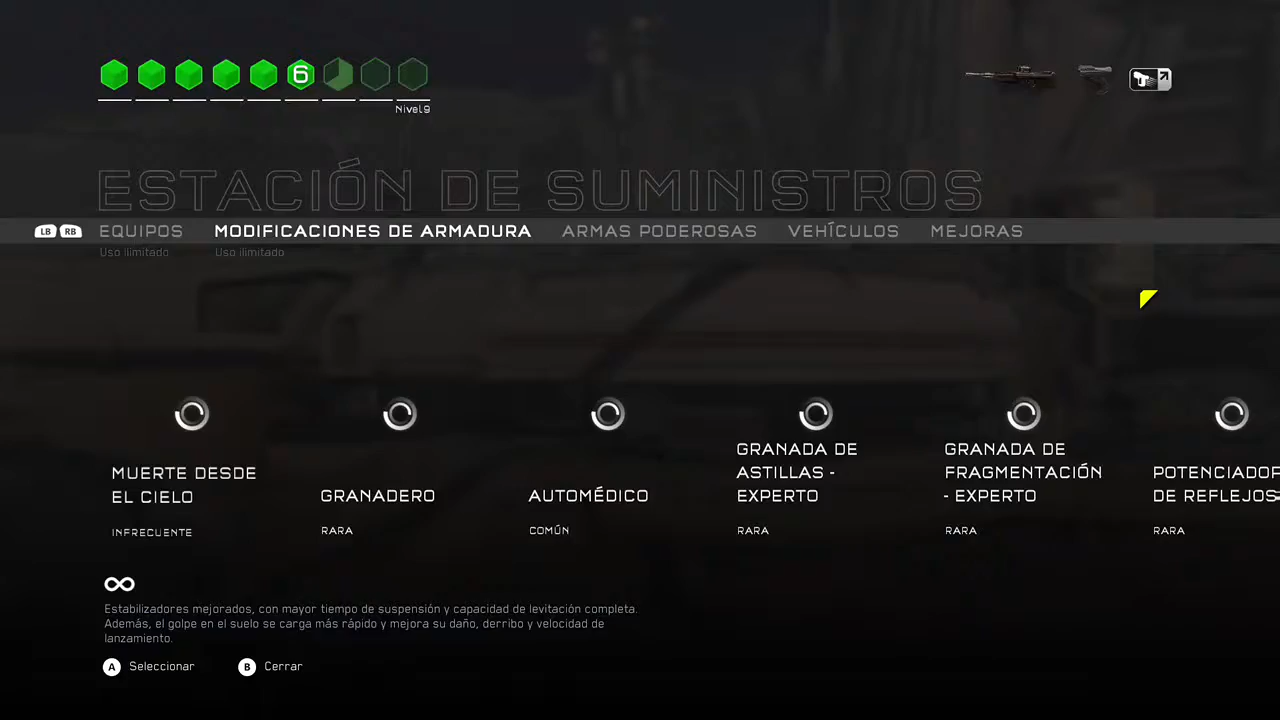 6
Nivel 9
ESTACIÓN DE SUMINISTROS
LB RB EQUIPOS MODIFICACIONES DE ARMADURA ARMAS PODEROSAS VEHÍCULOS MEJORAS
Uso ilimitado Uso ilimitado
MUERTE DESDE
EL CIELO
INFRECUENTE
GRANADERO
RARA
AUTOMÉDICO
COMÚN
GRANADA DE
ASTILLAS -
EXPERTO
RARA
GRANADA DE
FRAGMENTACIÓN
- EXPERTO
RARA
POTENCIADOR
DE REFLEJOS
RARA
Estabilizadores mejorados, con mayor tiempo de suspensión y capacidad de levitación completa.
Además, el golpe en el suelo se carga más rápido y mejora su daño, derribo y velocidad de
lanzamiento.
A Seleccionar B Cerrar